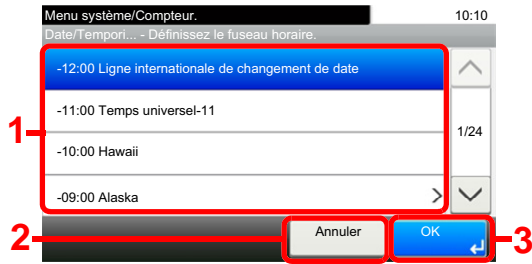 Menu système/Compteur.
10:10
Date/Tempori... - Définissez le fuseau horaire.
-12:00 Ligne internationale de changement de date
-11:00 Temps universel-11
1
1/24
-10:00 Hawaii
-09:00 Alaska
2
Annuler
OK
3